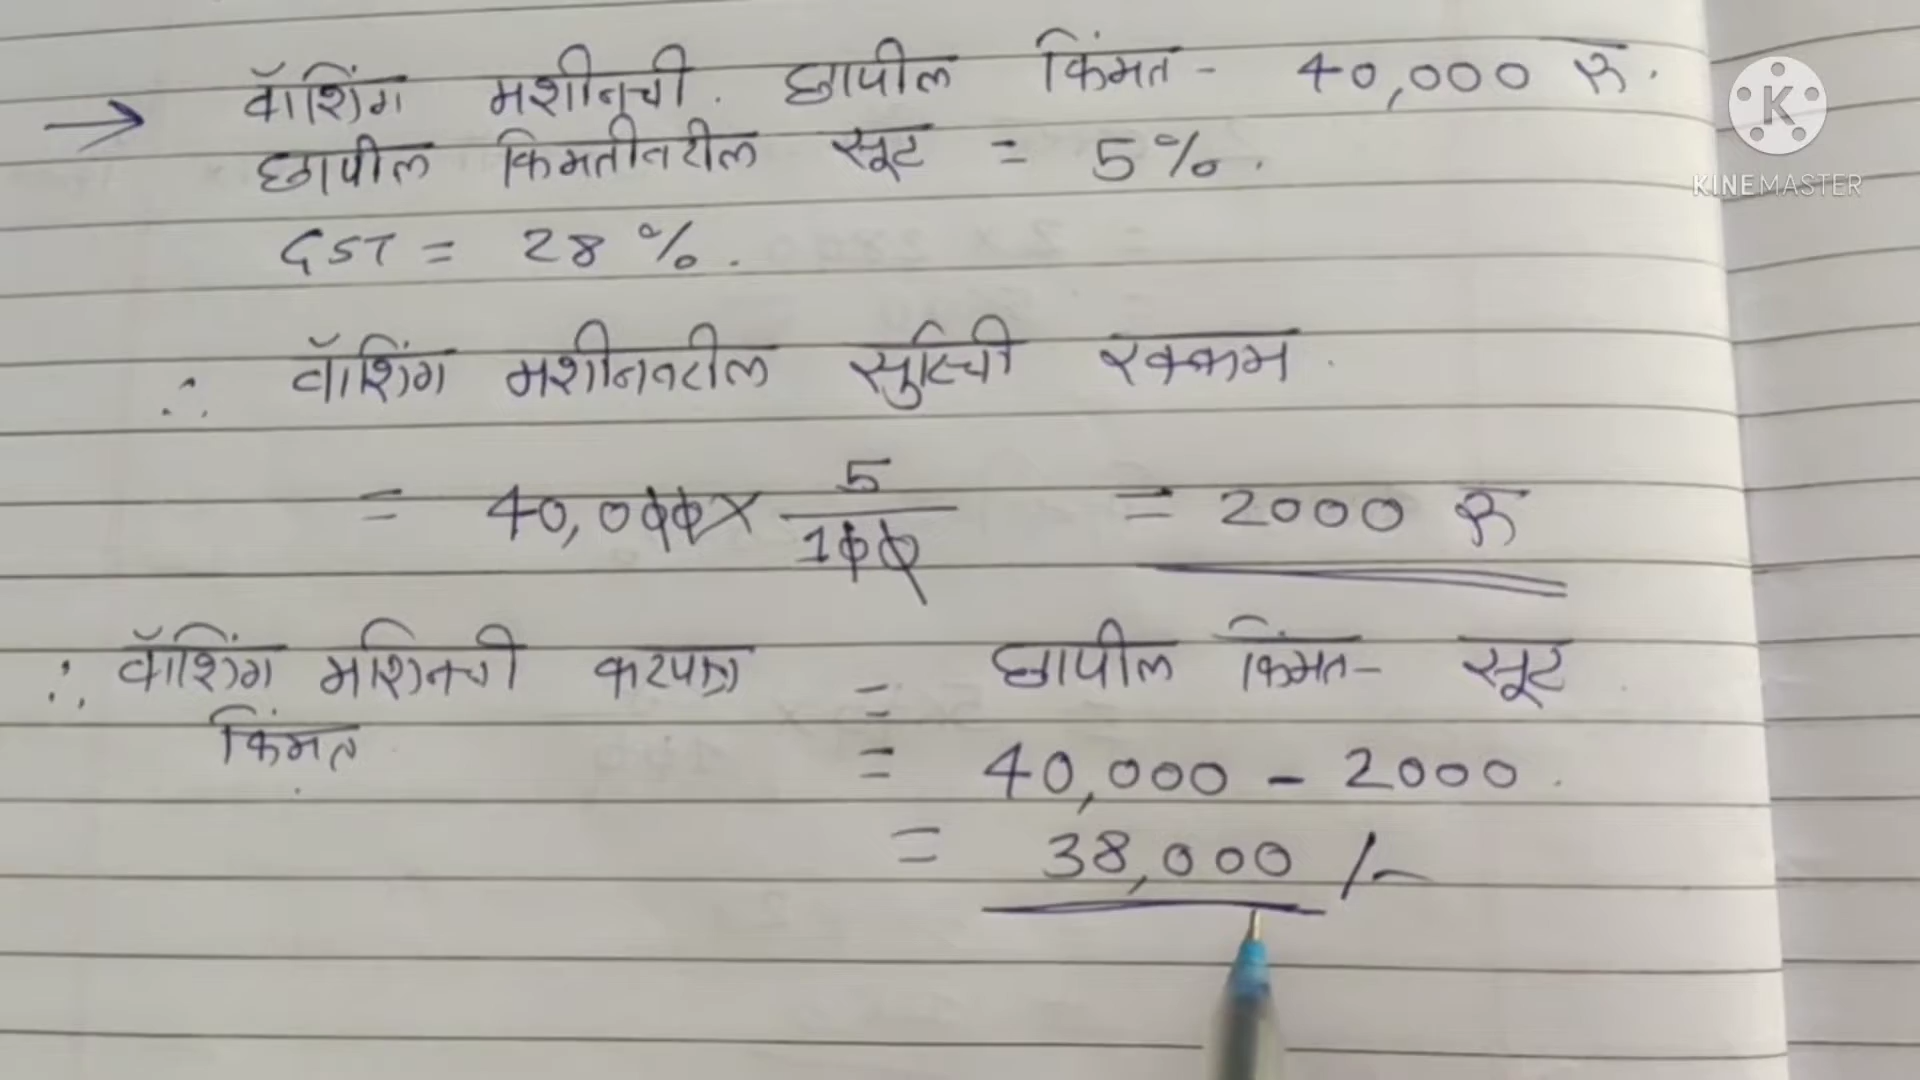 → वॉशिंग मशीनची छापील किंमत - 40,000 रु.
छापील किमतीवरील सूट = 5%.
GST = 28%.
∴ वॉशिंग मशीनवरील सुटिची रक्कम.
= 40,000 × 5/100 = 2000 रु
∴ वॉशिंग मशिनची करपात्र = छापील किंमत - सूट
किंमत = 40,000 - 2000.
= 38,000/-
K
KINEMASTER